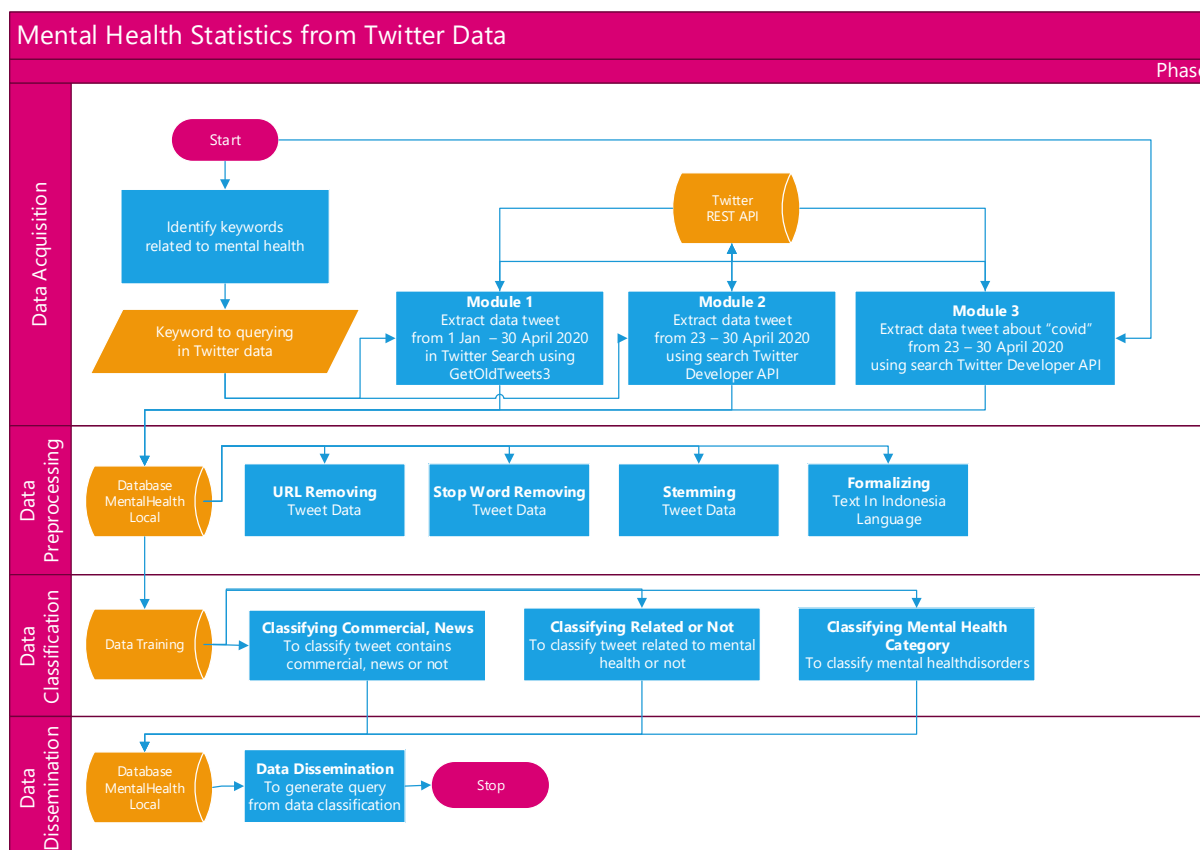 Mental Health Statistics from Twitter Data
Phase
Data Acquisition
Start
Identify keywords
related to mental health
Keyword to querying
in Twitter data
Twitter
REST API
Module 1
Extract data tweet
from 1 Jan – 30 April 2020
in Twitter Search using
GetOldTweets3
Module 2
Extract data tweet
from 23 – 30 April 2020
using search Twitter
Developer API
Module 3
Extract data tweet about “covid”
from 23 – 30 April 2020
using search Twitter Developer API
Data
Preprocessing
Database
MentalHealth
Local
URL Removing
Tweet Data
Stop Word Removing
Tweet Data
Stemming
Tweet Data
Formalizing
Text In Indonesia
Language
Data
Classification
Data Training
Classifying Commercial, News
To classify tweet contains
commercial, news or not
Classifying Related or Not
To classify tweet related to mental
health or not
Classifying Mental Health
Category
To classify mental healthdisorders
Data
Dissemination
Database
MentalHealth
Local
Data Dissemination
To generate query
from data classification
Stop